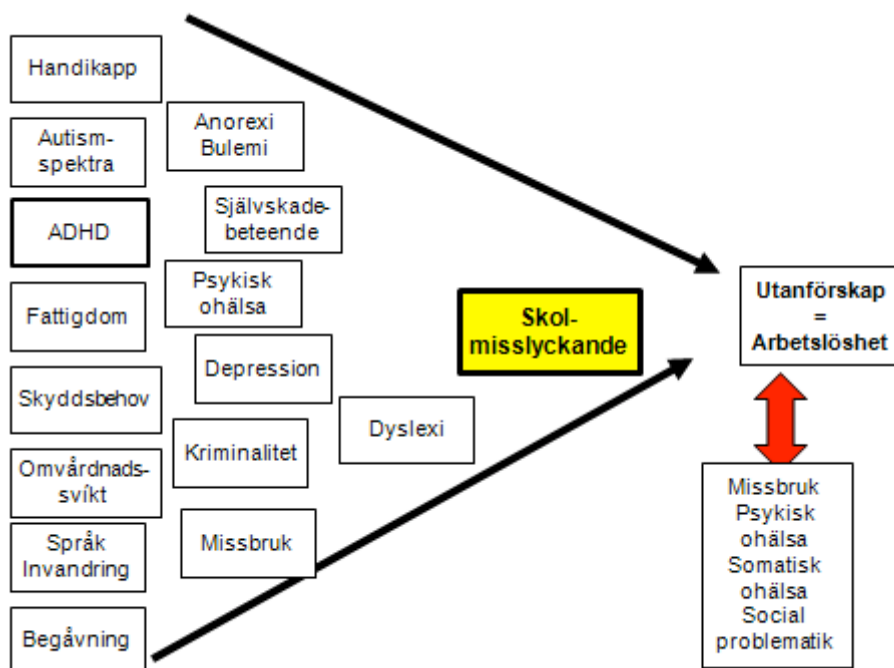 Handikapp
Autism-
spektra
ADHD
Fattigdom
Skyddsbehov
Omvårdnads-
svíkt
Språk
Invandring
Begåvning
Anorexi
Bulemi
Självskade-
beteende
Psykisk
ohälsa
Depression
Kriminalitet
Missbruk
Dyslexi
Skol-
misslyckande
Utanförskap
=
Arbetslöshet
Missbruk
Psykisk
ohälsa
Somatisk
ohälsa
Social
problematik